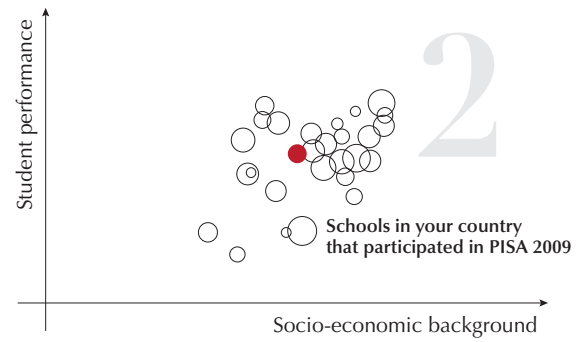 2
Student performance
Schools in your country
that participated in PISA 2009
Socio-economic background